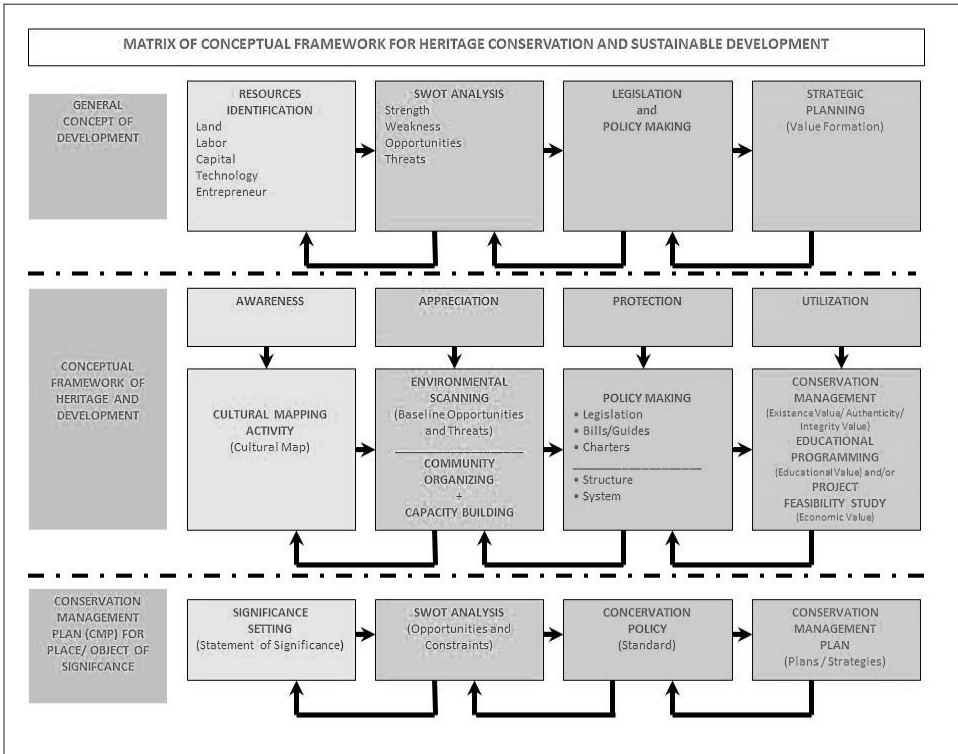 MATRIX OF CONCEPTUAL FRAMEWORK FOR HERITAGE CONSERVATION AND SUSTAINABLE DEVELOPMENT
GENERAL
CONCEPT OF
DEVELOPMENT
RESOURCES
IDENTIFICATION
Land
Labor
Capital
Technology
Entrepreneur
SWOT ANALYSIS
Strength
Weakness
Opportunities
Threats
LEGISLATION
and
POLICY MAKING
STRATEGIC
PLANNING
(Value Formation)
CONCEPTUAL
FRAMEWORK OF
HERITAGE AND
DEVELOPMENT
AWARENESS
APPRECIATION
PROTECTION
UTILIZATION
CULTURAL MAPPING
ACTIVITY
(Cultural Map)
ENVIRONMENTAL
SCANNING
(Baseline Opportunities
and Threats)
COMMUNITY
ORGANIZING
+
CAPACITY BUILDING
POLICY MAKING
• Legislation
• Bills/Guides
• Charters
• Structure
• System
CONSERVATION
MANAGEMENT
(Existence Value/ Authenticity/
Integrity Value)
EDUCATIONAL
PROGRAMMING
(Educational Value) and/or
PROJECT
FEASIBILITY STUDY
(Economic Value)
CONSERVATION
MANAGEMENT
PLAN (CMP) FOR
PLACE/ OBJECT OF
SIGNIFCANCE
SIGNIFICANCE
SETTING
(Statement of Significance)
SWOT ANALYSIS
(Opportunities and
Constraints)
CONCERVATION
POLICY
(Standard)
CONSERVATION
MANAGEMENT
PLAN
(Plans / Strategies)